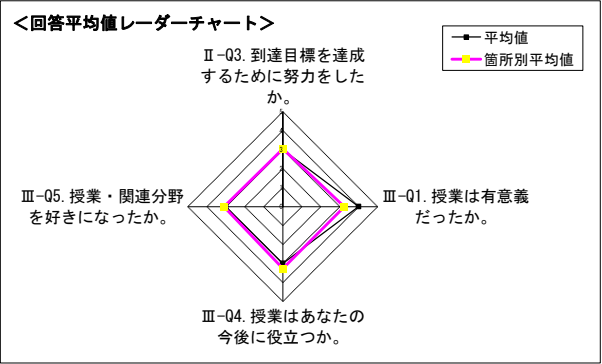 ＜回答平均値レーダーチャート＞
平均値
箇所別平均値
Ⅱ-Q3. 到達目標を達成
するために努力をした
か。
Ⅲ-Q5. 授業・関連分野
を好きになったか。
Ⅲ-Q1. 授業は有意義
だったか。
Ⅲ-Q4. 授業はあなたの
今後に役立つか。